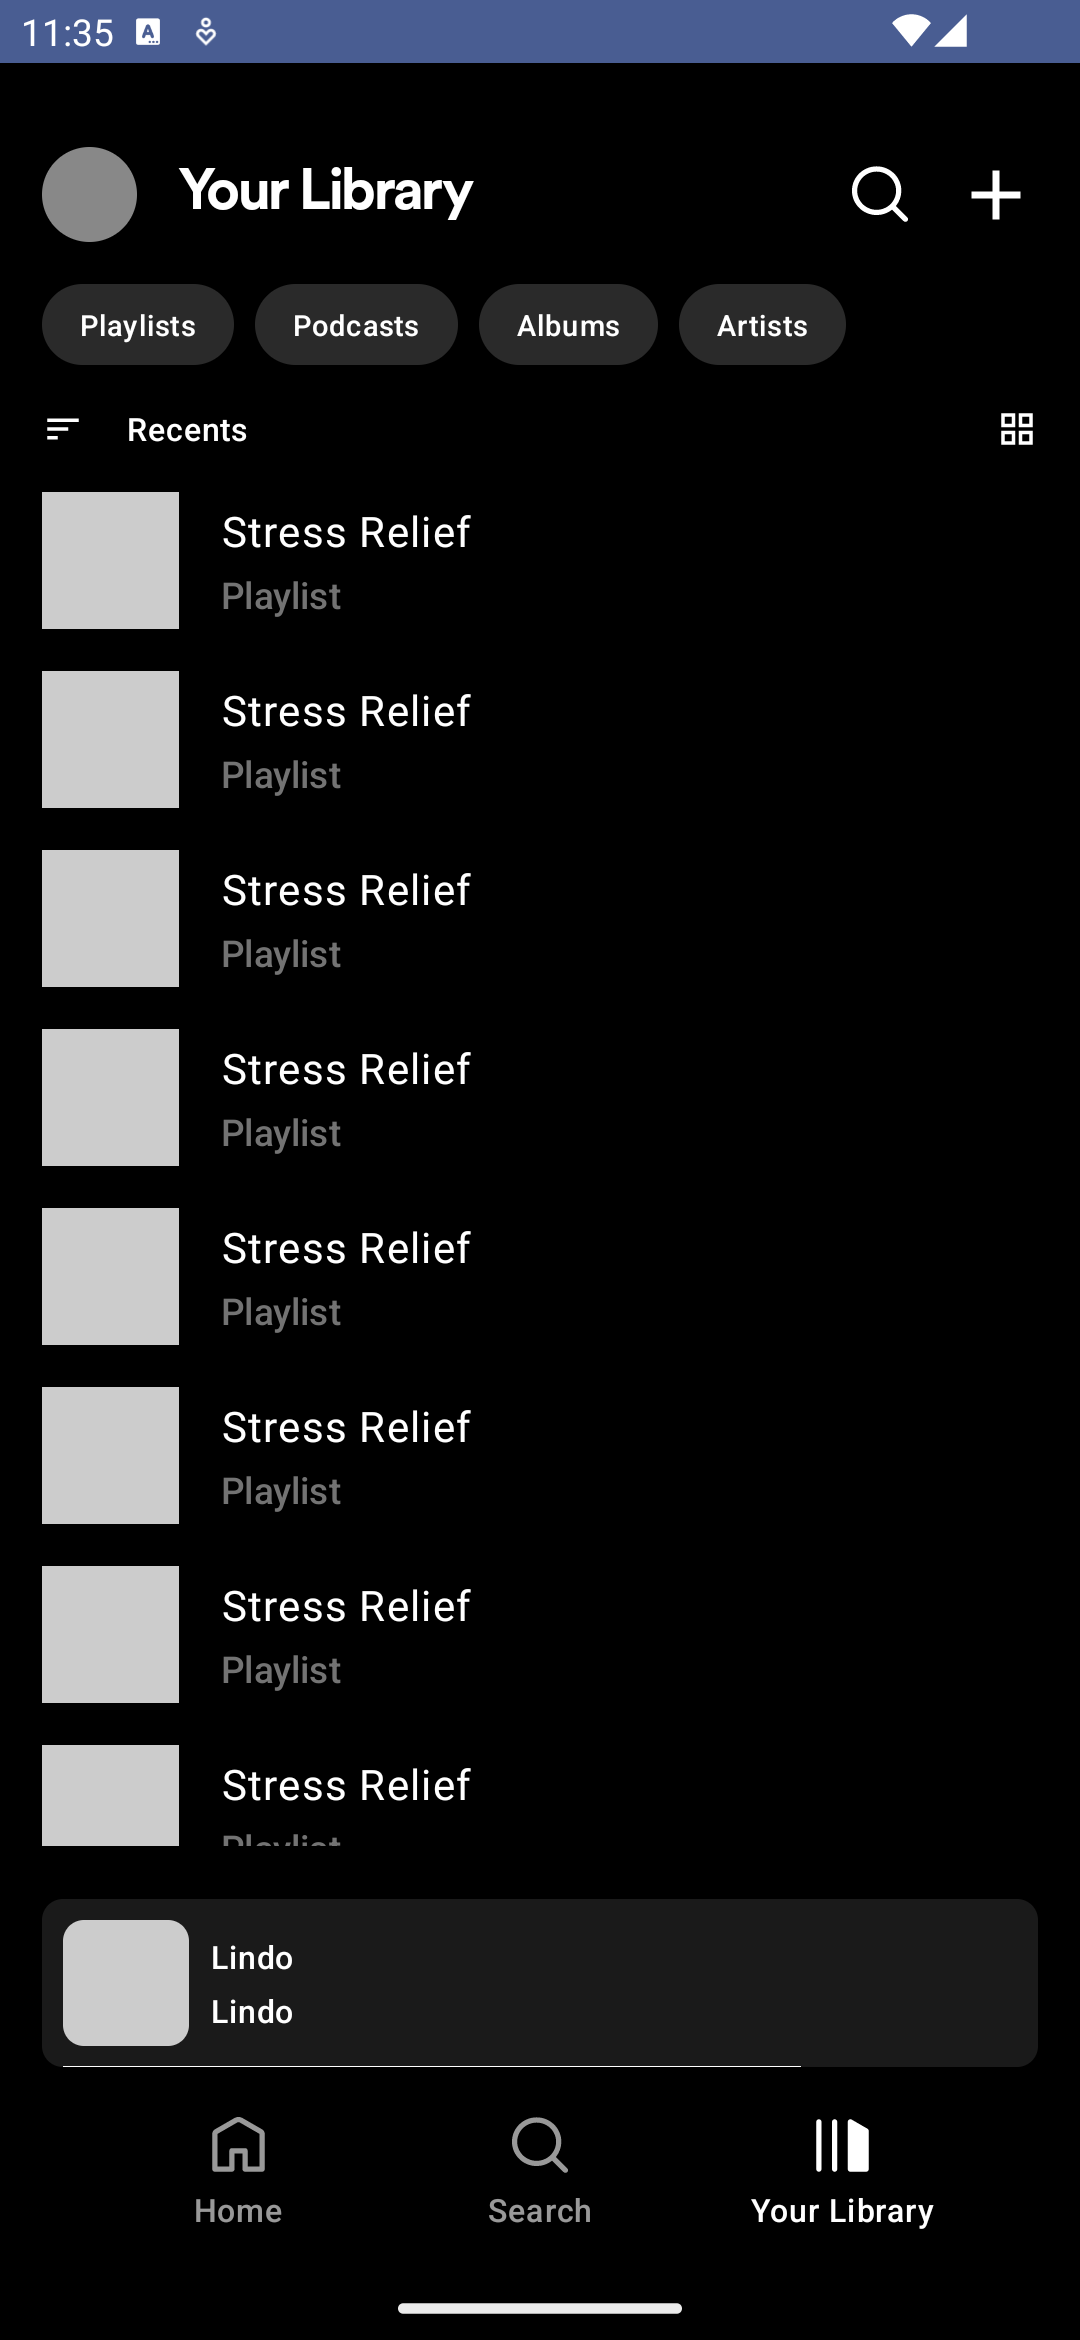 11:35
Your Library
Playlists Podcasts Albums Artists
Recents
Stress Relief
Playlist
Stress Relief
Playlist
Stress Relief
Playlist
Stress Relief
Playlist
Stress Relief
Playlist
Stress Relief
Playlist
Stress Relief
Playlist
Stress Relief
Playlist
Lindo
Lindo
Home Search Your Library